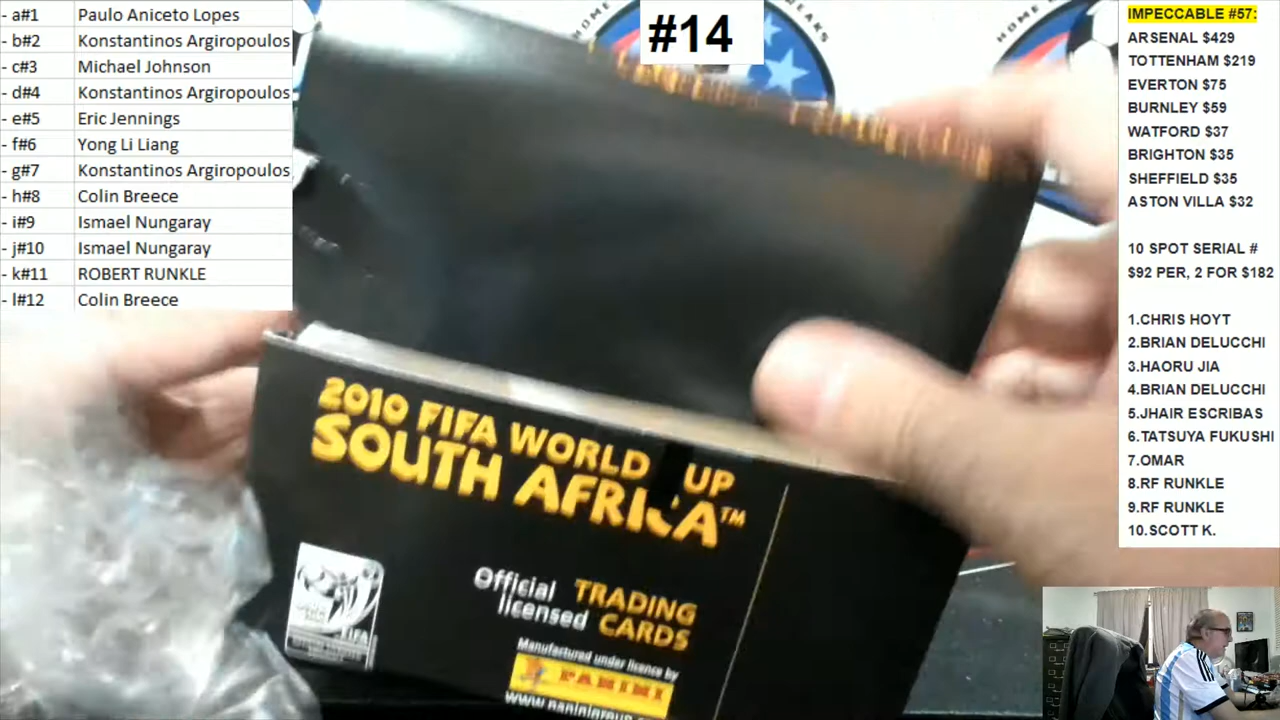 - a#1 Paulo Aniceto Lopes
- b#2 Konstantinos Argiropoulos
- c#3 Michael Johnson
- d#4 Konstantinos Argiropoulos
- e#5 Eric Jennings
- f#6 Yong Li Liang
- g#7 Konstantinos Argiropoulos
- h#8 Colin Breece
- i#9 Ismael Nungaray
- j#10 Ismael Nungaray
- k#11 ROBERT RUNKLE
- l#12 Colin Breece
#14
HOME
HOME
2010 FIFA WORLD UP
SOUTH AFRICA™
Official TRADING
licensed CARDS
FIFA
Manufactured under licence by
PANINI
IMPECCABLE #57:
ARSENAL $429
TOTTENHAM $219
EVERTON $75
BURNLEY $59
WATFORD $37
BRIGHTON $35
SHEFFIELD $35
ASTON VILLA $32
10 SPOT SERIAL #
$92 PER, 2 FOR $182
1.CHRIS HOYT
2.BRIAN DELUCCHI
3.HAORU JIA
4.BRIAN DELUCCHI
5.JHAIR ESCRIBAS
6.TATSUYA FUKUSHI
7.OMAR
8.RF RUNKLE
9.RF RUNKLE
10.SCOTT K.